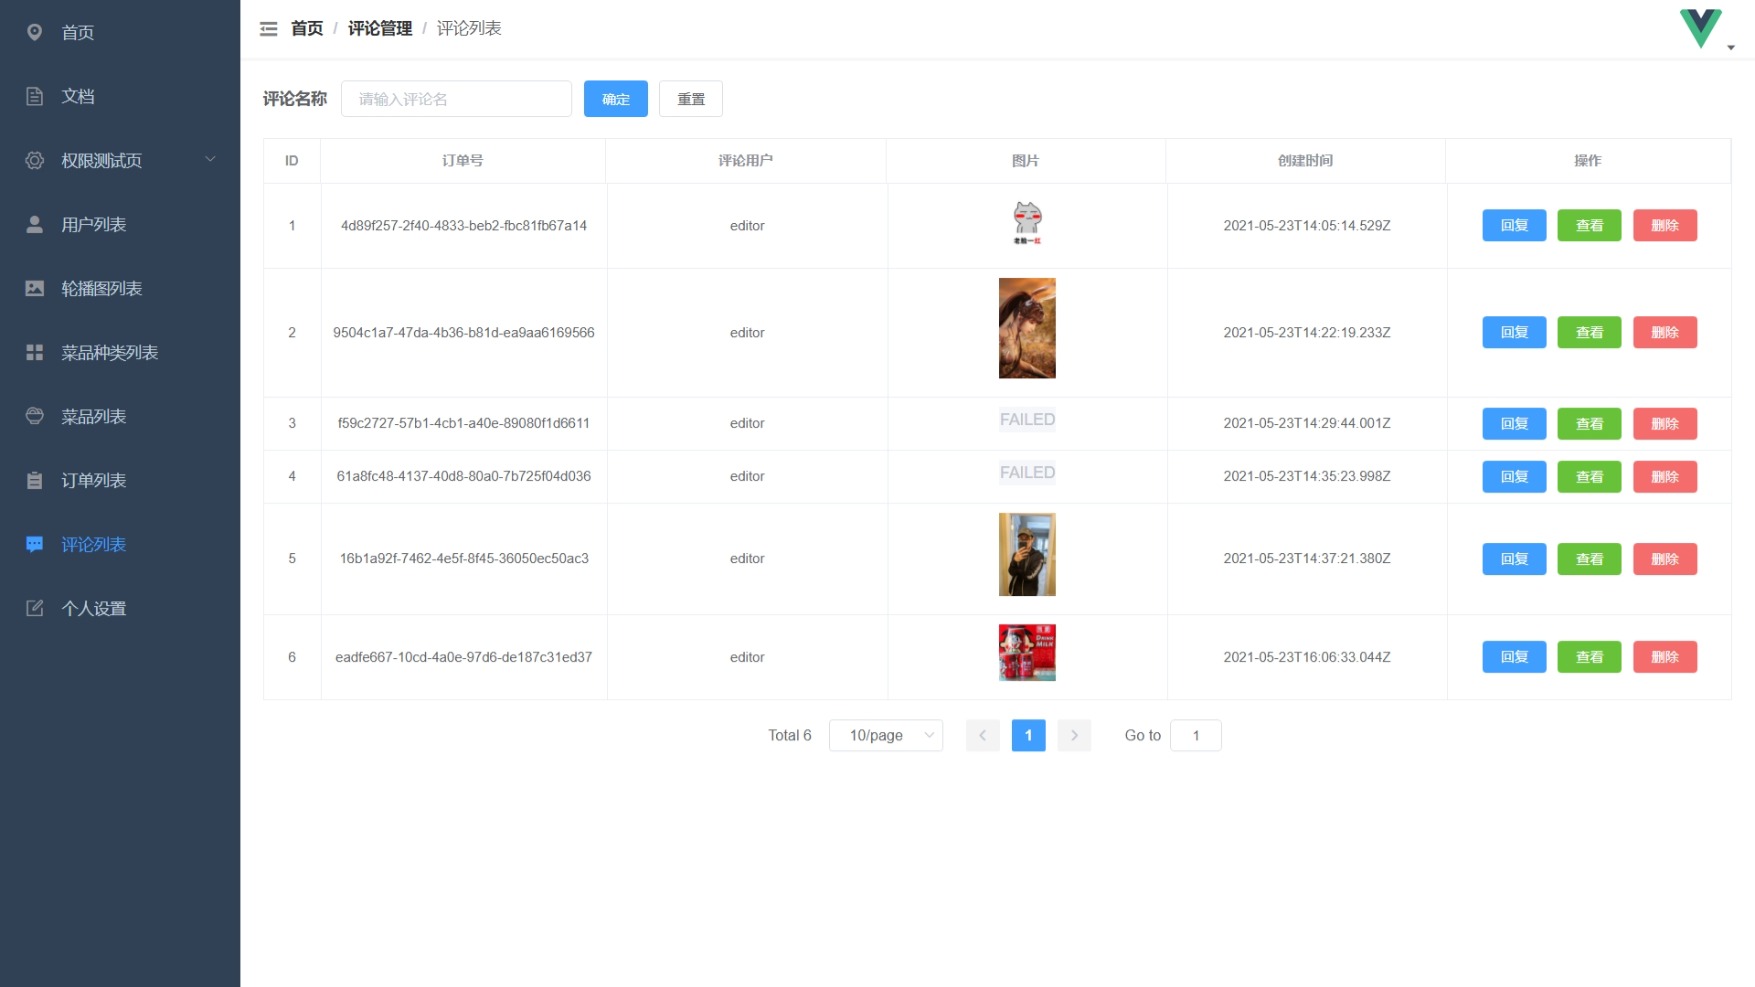 首页
文档
权限测试页
用户列表
轮播图列表
菜品种类列表
菜品列表
订单列表
评论列表
个人设置
首页 / 评论管理 / 评论列表
评论名称 请输入评论名 确定 重置
ID 订单号 评论用户 图片 创建时间 操作
老脸一红
1 4d89f257-2f40-4833-beb2-fbc81fb67a14 editor 2021-05-23T14:05:14.529Z 回复 查看 删除
2 9504c1a7-47da-4b36-b81d-ea9aa6169566 editor 2021-05-23T14:22:19.233Z 回复 查看 删除
3 f59c2727-57b1-4cb1-a40e-89080f1d6611 editor FAILED 2021-05-23T14:29:44.001Z 回复 查看 删除
4 61a8fc48-4137-40d8-80a0-7b725f04d036 editor FAILED 2021-05-23T14:35:23.998Z 回复 查看 删除
5 16b1a92f-7462-4e5f-8f45-36050ec50ac3 editor 2021-05-23T14:37:21.380Z 回复 查看 删除
DRINK
MILK
6 eadfe667-10cd-4a0e-97d6-de187c31ed37 editor 2021-05-23T16:06:33.044Z 回复 查看 删除
Total 6 10/page 1 Go to 1